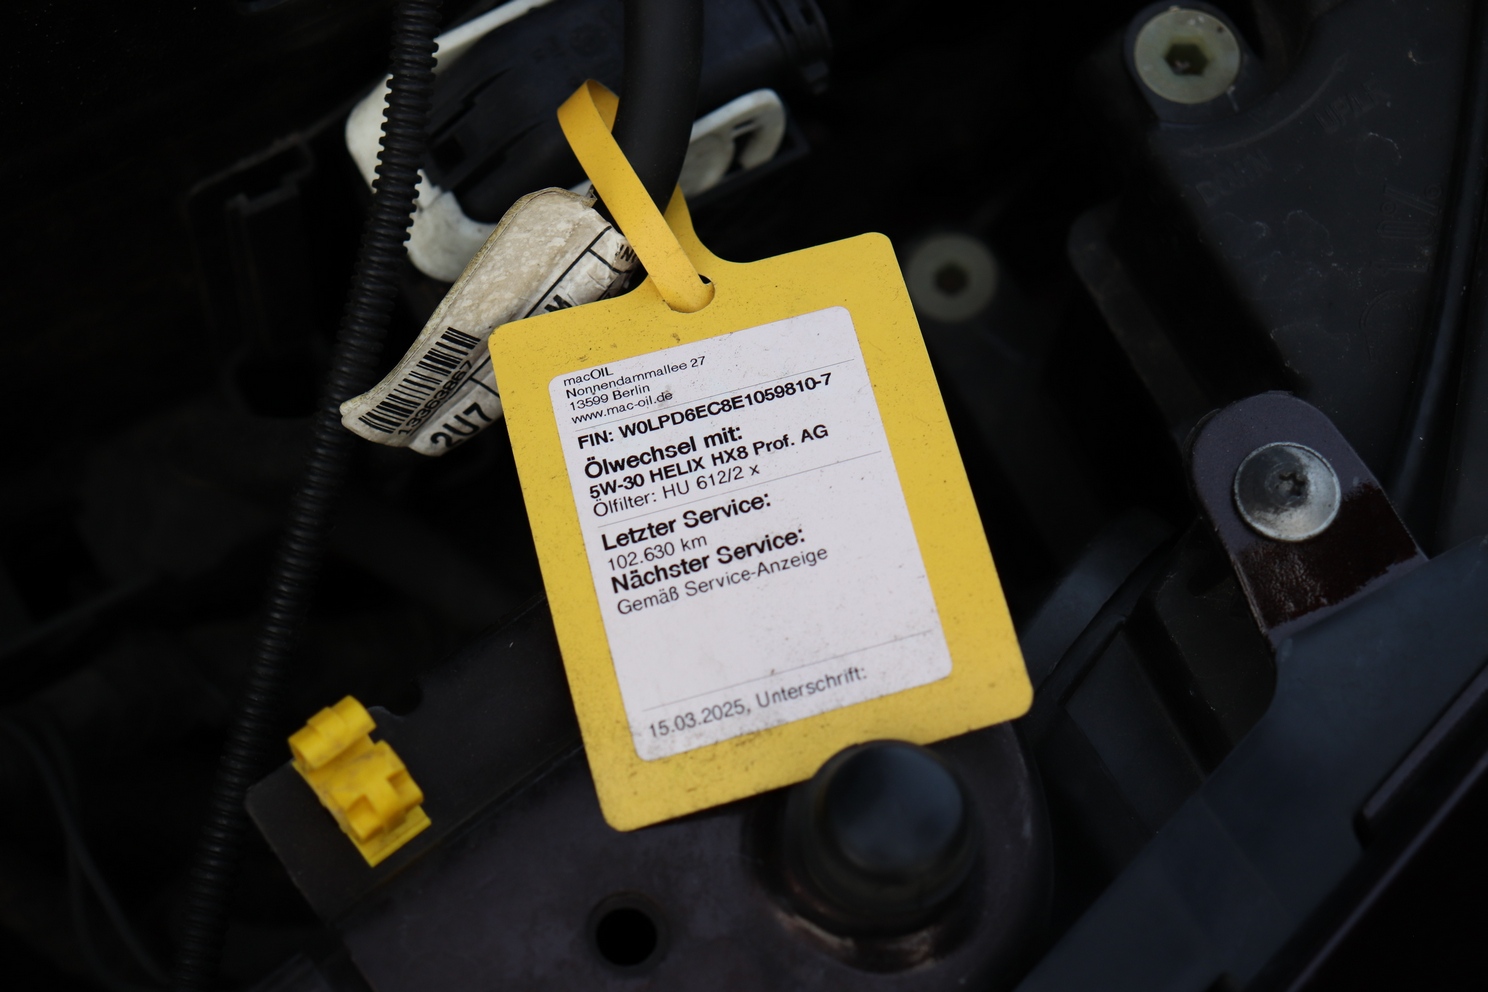 macOIL
Nonnendammallee 27
13599 Berlin
www.mac-oil.de
FIN: W0LPD6EC8E1059810-7
Ölwechsel mit:
5W-30 HELIX HX8 Prof. AG
Ölfilter: HU 612/2 x
Letzter Service:
102.630 km
Nächster Service:
Gemäß Service-Anzeige
15.03.2025, Unterschrift:
2U7